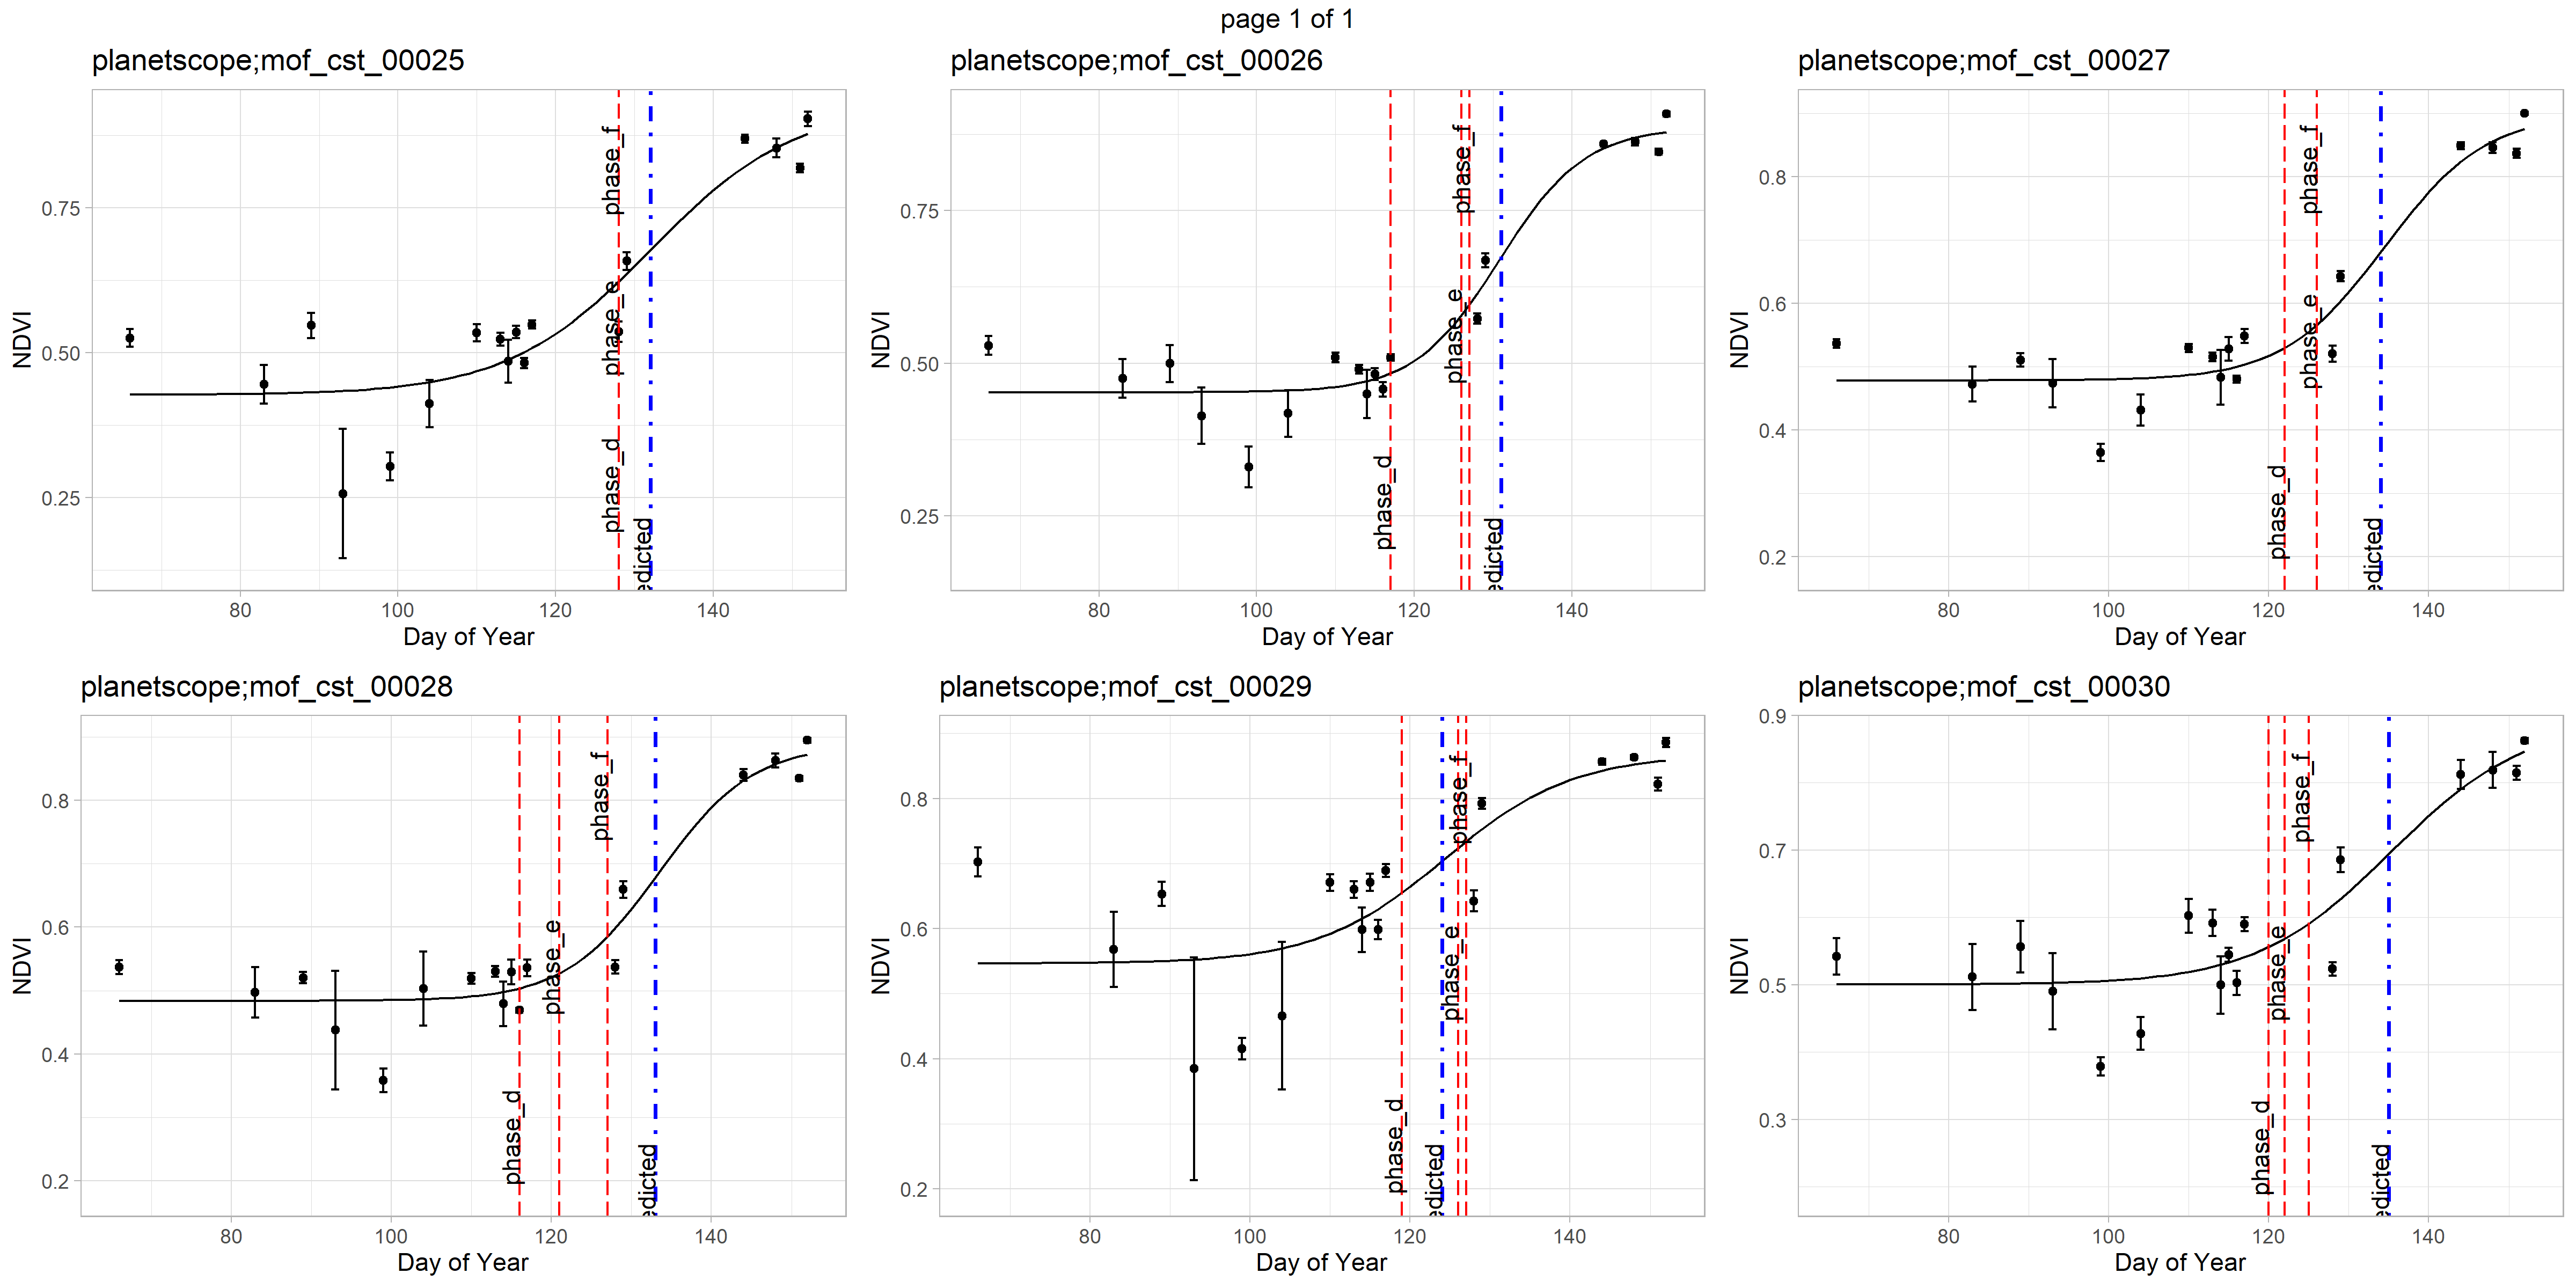 page 1 of 1
planetscope;mof_cst_00025
NDVI
0.75
0.50
0.25
phase_f
phase_e
phase_d
edicted
80 100 120 140
Day of Year
planetscope;mof_cst_00026
NDVI
0.75
0.50
0.25
phase_f
phase_e
phase_d
edicted
80 100 120 140
Day of Year
planetscope;mof_cst_00027
NDVI
0.8
0.6
0.4
0.2
phase_f
phase_e
phase_d
edicted
80 100 120 140
Day of Year
planetscope;mof_cst_00028
NDVI
0.8
0.6
0.4
0.2
phase_f
phase_e
phase_d
edicted
80 100 120 140
Day of Year
planetscope;mof_cst_00029
NDVI
0.8
0.6
0.4
0.2
phase_f
phase_e
phase_d
edicted
80 100 120 140
Day of Year
planetscope;mof_cst_00030
NDVI
0.9
0.7
0.5
0.3
phase_f
phase_e
phase_d
edicted
80 100 120 140
Day of Year